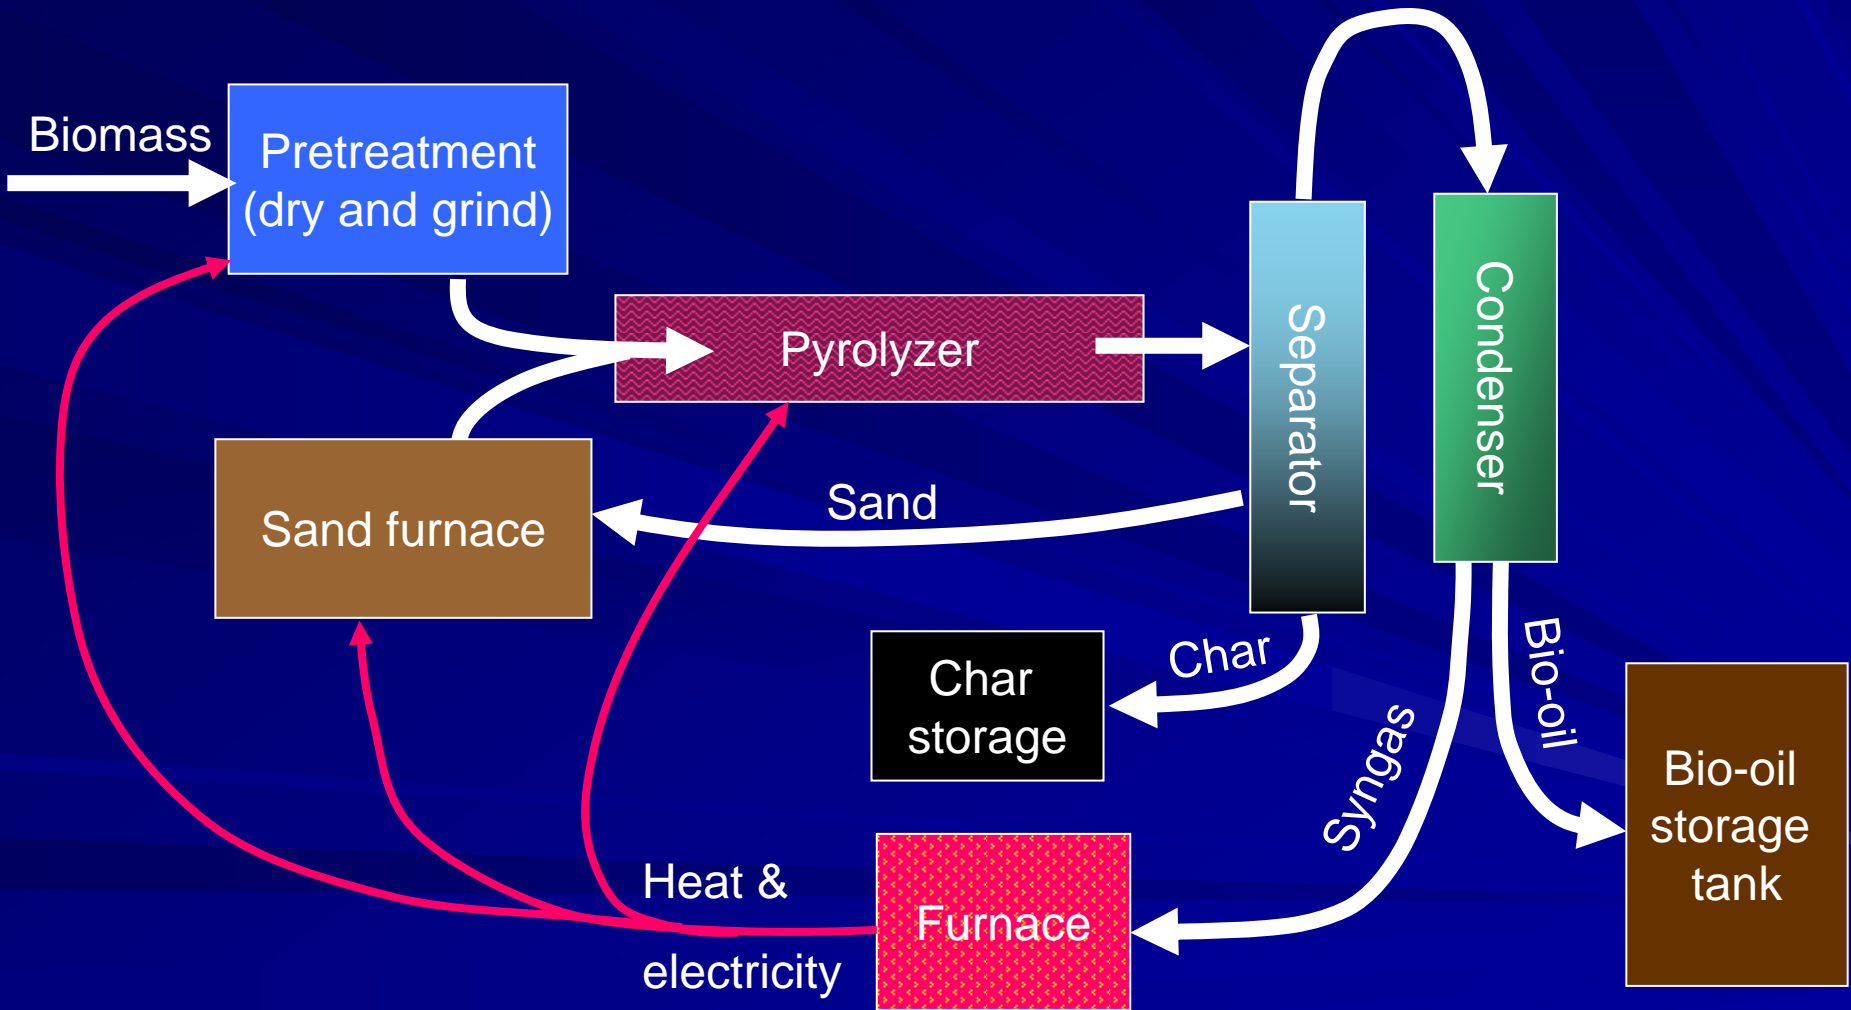 Biomass
Pretreatment
(dry and grind)
Pyrolyzer
Separator
Condenser
Sand furnace
Sand
Char
storage
Char
Syngas
Bio-oil
Bio-oil
storage
tank
Heat &
electricity
Furnace